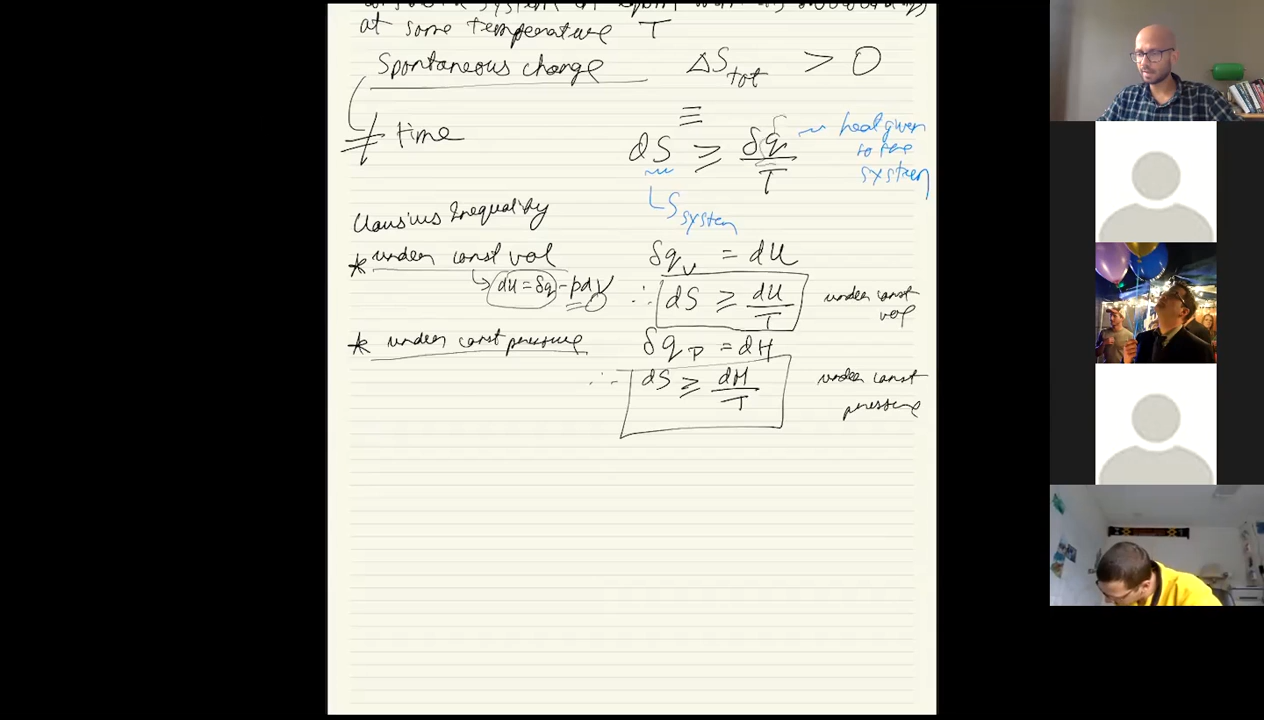 at some temperature T
Spontaneous change ΔS_tot > 0
≠ time
≡
dS ≥ δq/T ~ heat given
to the
system
↳ S_system
Clausius Inequality
* under const vol δq_v = dU
↳ dU = δq - pdV ∴ dS ≥ dU/T under const
vol
* under const pressure δq_p = dH
∴ dS ≥ dH/T under const
pressure